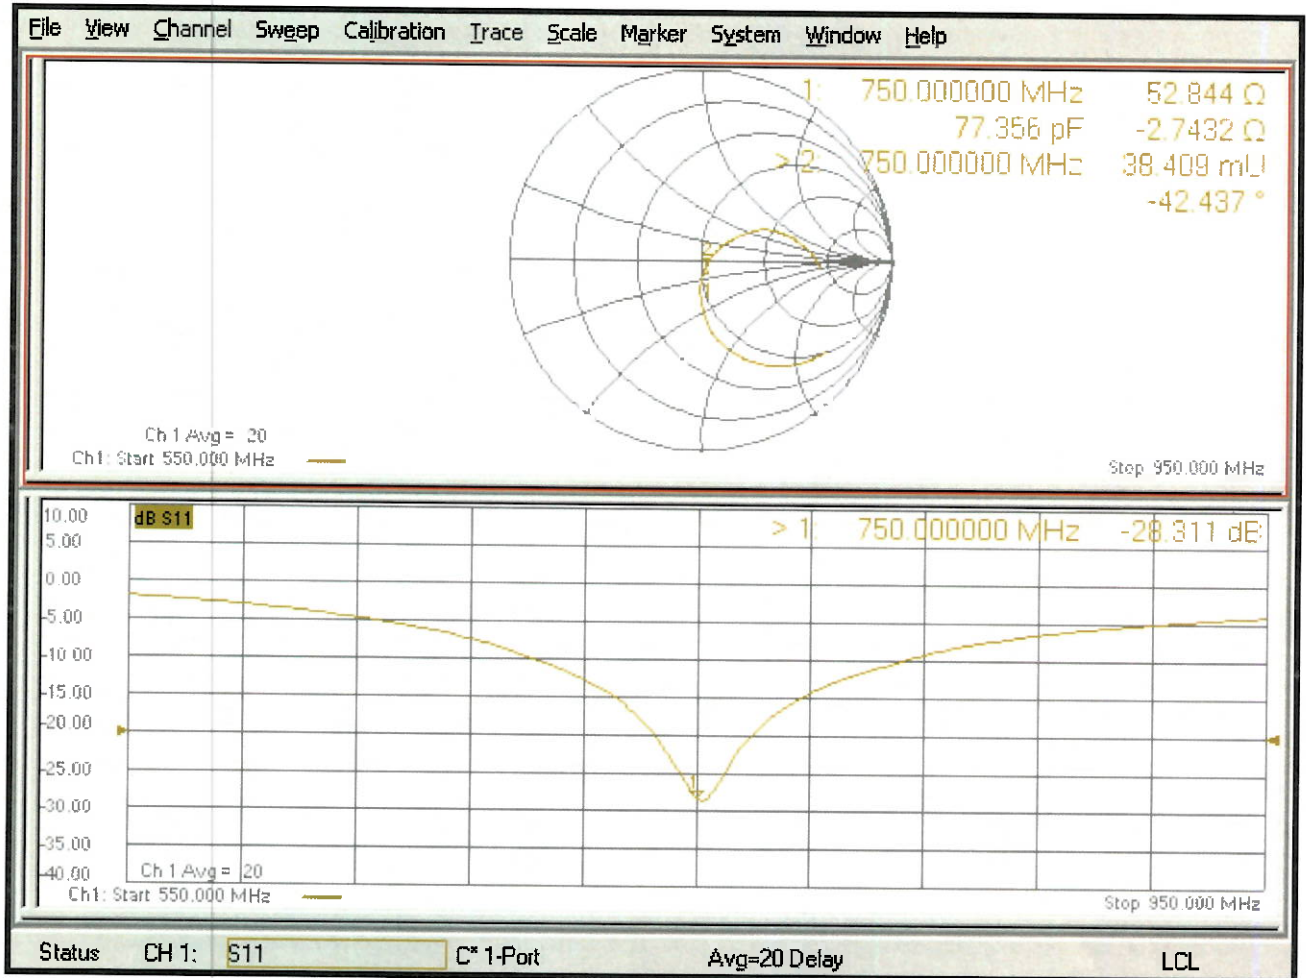 File View Channel Sweep Calibration Trace Scale Marker System Window Help
1: 750.000000 MHz 52.844 Ω
77.356 pF -2.7432 Ω
> 2: 750.000000 MHz 38.409 mU
-42.437 °
Ch 1 Avg = 20
Ch1: Start 550.000 MHz Stop 950.000 MHz
10.00 dB S11 > 1: 750.000000 MHz -28.311 dB
5.00
0.00
-5.00
-10.00
-15.00
-20.00
-25.00
1
-30.00
-35.00
-40.00 Ch 1 Avg = 20
Ch1: Start 550.000 MHz Stop 950.000 MHz
Status CH 1: S11 C* 1-Port Avg=20 Delay LCL